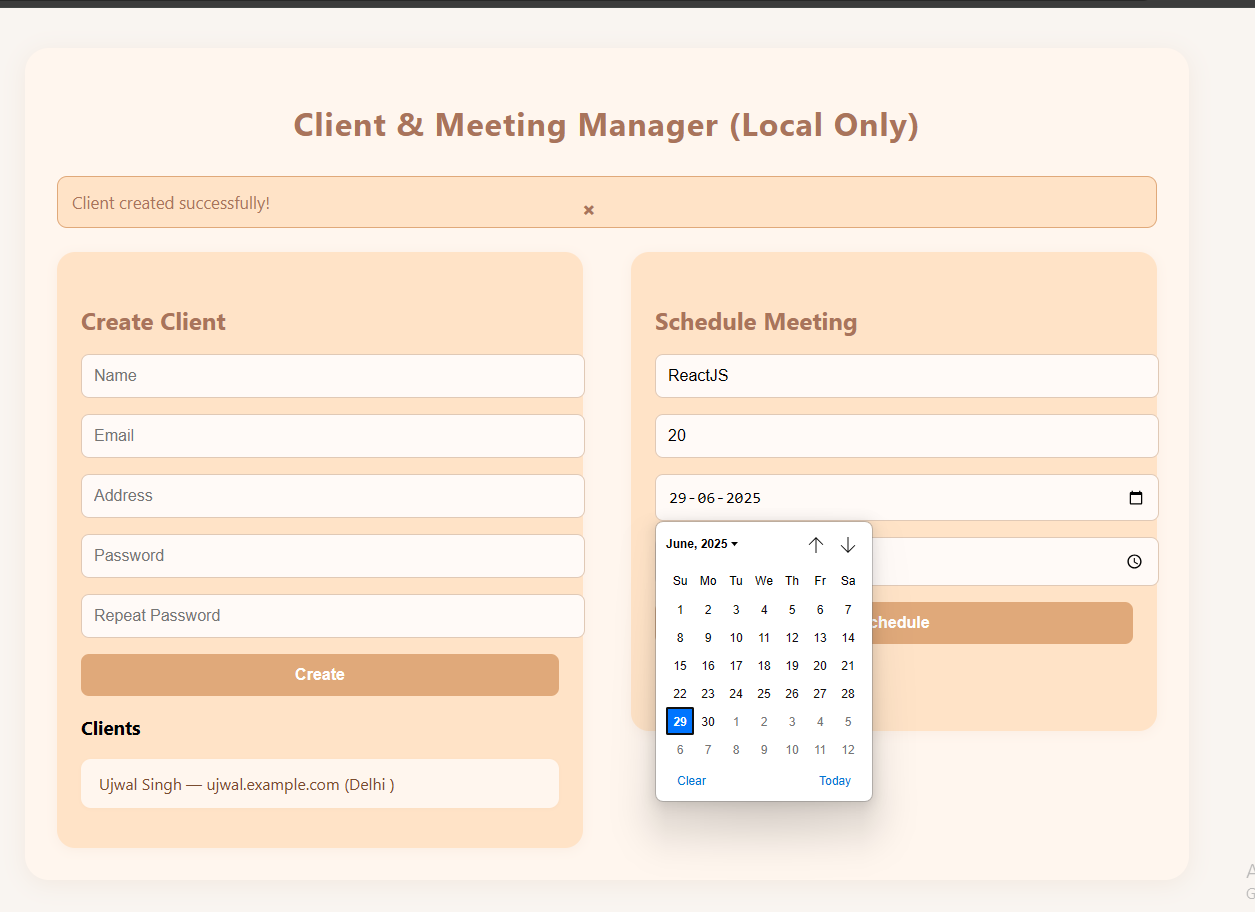 Client & Meeting Manager (Local Only)
Client created successfully!
×
Create Client
Name
Email
Address
Password
Repeat Password
Create
Clients
Ujwal Singh — ujwal.example.com (Delhi )
Schedule Meeting
ReactJS
20
29-06-2025
June, 2025
Su Mo Tu We Th Fr Sa
1 2 3 4 5 6 7
8 9 10 11 12 13 14
15 16 17 18 19 20 21
22 23 24 25 26 27 28
29 30 1 2 3 4 5
6 7 8 9 10 11 12
Clear Today
chedule
A
G